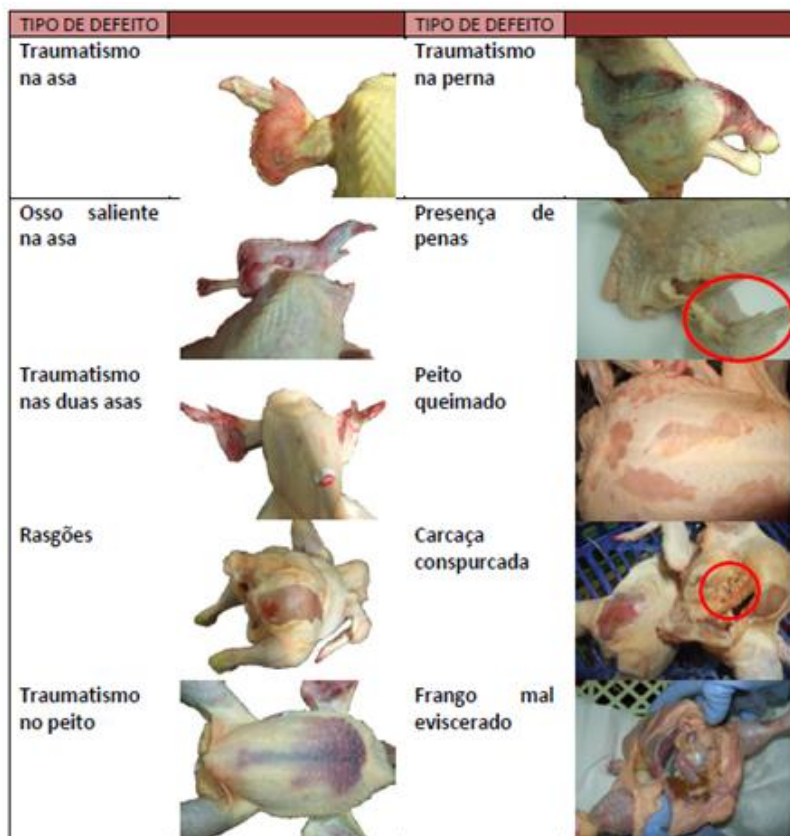 TIPO DE DEFEITO
TIPO DE DEFEITO
Traumatismo
na asa
Traumatismo
na perna
Osso saliente
na asa
Presença de
penas
Traumatismo
nas duas asas
Peito
queimado
Rasgões
Carcaça
conspurcada
Traumatismo
no peito
Frango mal
eviscerado